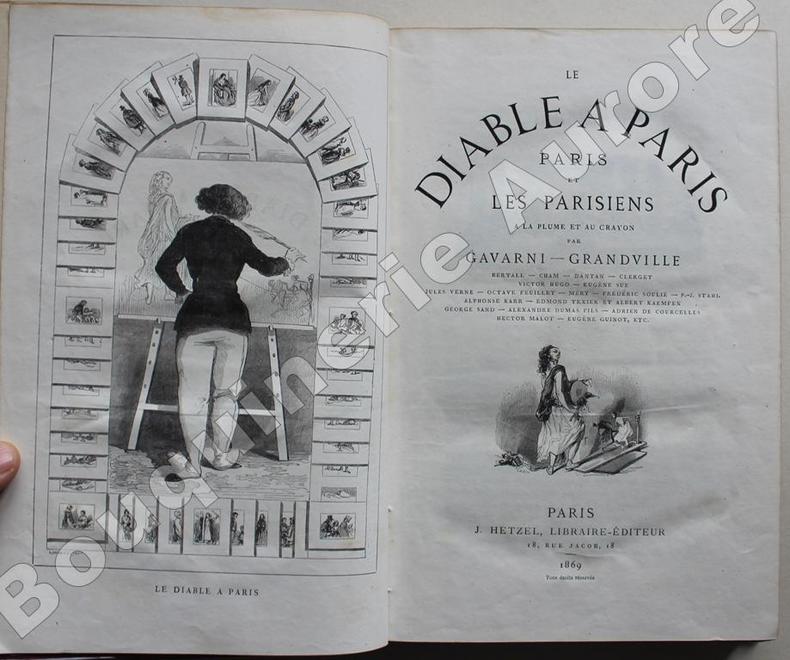 LE DIABLE A PARIS
LE
DIABLE A PARIS
PARIS
ET
LES PARISIENS
A LA PLUME ET AU CRAYON
PAR
GAVARNI — GRANDVILLE
BERTALL — CHAM — DANTAN — CLERGET
VICTOR HUGO — EUGÈNE SUE
JULES VERNE — OCTAVE FEUILLET — MÉRY — FRÉDÉRIC SOULIÉ — P.-J. STAHL
ALPHONSE KARR — EDMOND TEXIER ET ALBERT KAEMPFEN
GEORGE SAND — ALEXANDRE DUMAS FILS — ADRIEN DE COURCELLES
HECTOR MALOT — EUGÈNE GUINOT, ETC.
PARIS
J. HETZEL, LIBRAIRE-ÉDITEUR
18, RUE JACOB, 18
1869
Tous droits réservés
Bouquinerie Aurore